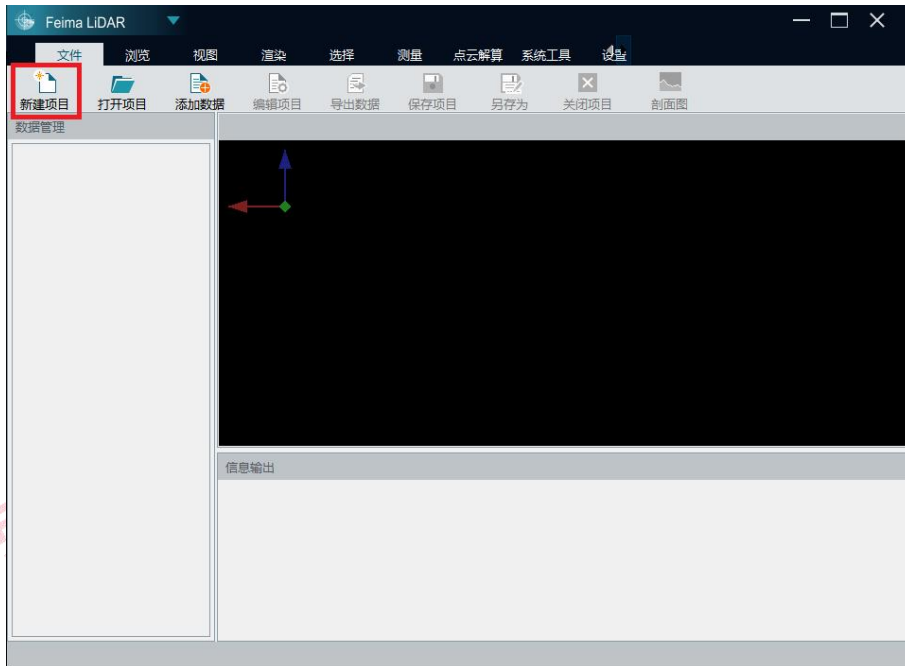 Feima LiDAR
文件 浏览 视图 渲染 选择 测量 点云解算 系统工具 设置
新建项目 打开项目 添加数据 编辑项目 导出数据 保存项目 另存为 关闭项目 剖面图
数据管理
信息输出